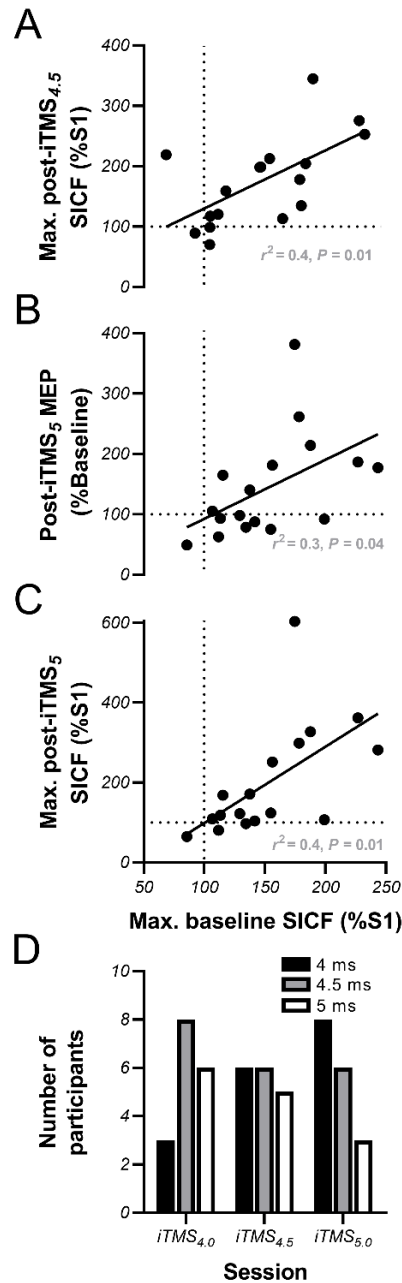 A
Max. post-iTMS4.5
SICF (%S1)
400
300
200
100
0
r² = 0.4, P = 0.01
B
Post-iTMS5 MEP
(%Baseline)
400
300
200
100
0
r² = 0.3, P = 0.04
C
Max. post-iTMS5
SICF (%S1)
600
400
200
0
r² = 0.4, P = 0.01
50 100 150 200 250
Max. baseline SICF (%S1)
D
Number of
participants
10
8
6
4
2
0
4 ms
4.5 ms
5 ms
iTMS4.0 iTMS4.5 iTMS5.0
Session